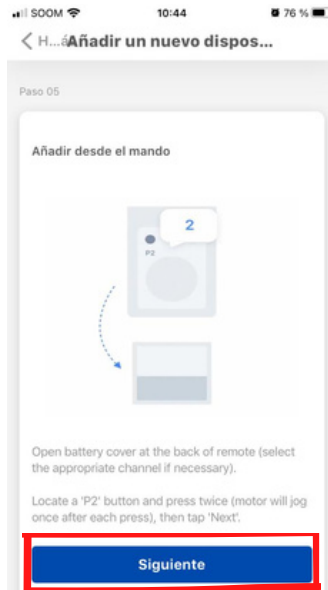 SOOM 10:44 76 %
H...á Añadir un nuevo dispos...
Paso 05
Añadir desde el mando
2
P2
Open battery cover at the back of remote (select
the appropriate channel if necessary).
Locate a 'P2' button and press twice (motor will jog
once after each press), then tap 'Next'.
Siguiente